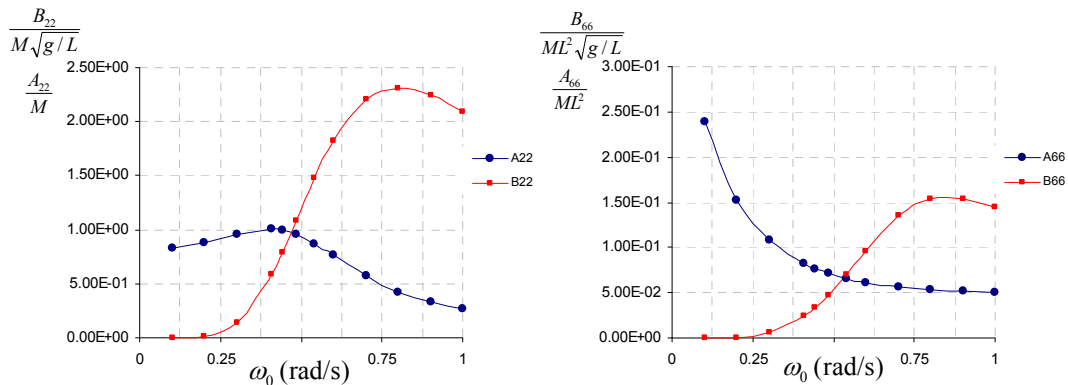 B₂₂
M√g/L
A₂₂
M
2.50E+00
2.00E+00
1.50E+00
1.00E+00
5.00E-01
0.00E+00
0
0.25
0.5
0.75
1
ω₀ (rad/s)
A22
B22
B₆₆
ML²√g/L
A₆₆
ML²
3.00E-01
2.50E-01
2.00E-01
1.50E-01
1.00E-01
5.00E-02
0.00E+00
0
0.25
0.5
0.75
1
ω₀ (rad/s)
A66
B66